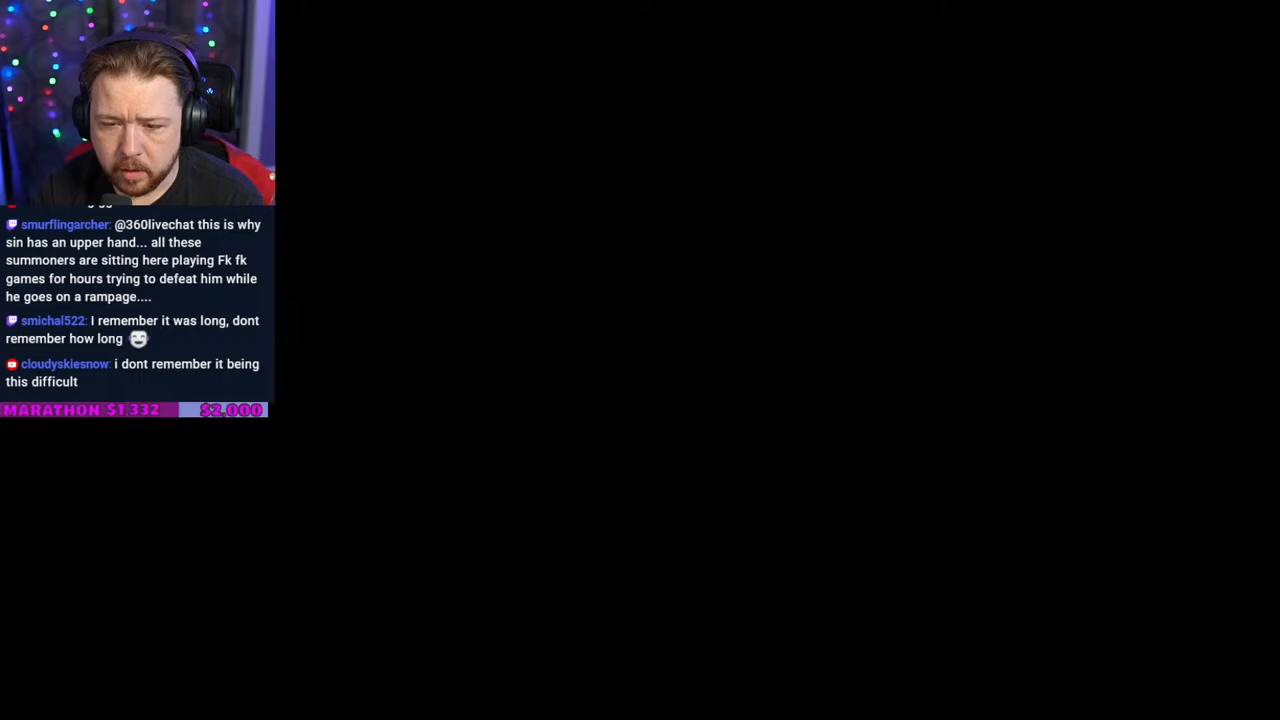 smurflingarcher: @360livechat this is why
sin has an upper hand... all these
summoners are sitting here playing Fk fk
games for hours trying to defeat him while
he goes on a rampage....
smichal522: I remember it was long, dont
remember how long
cloudyskiesnow: i dont remember it being
this difficult
MARATHON $1,332 $2,000